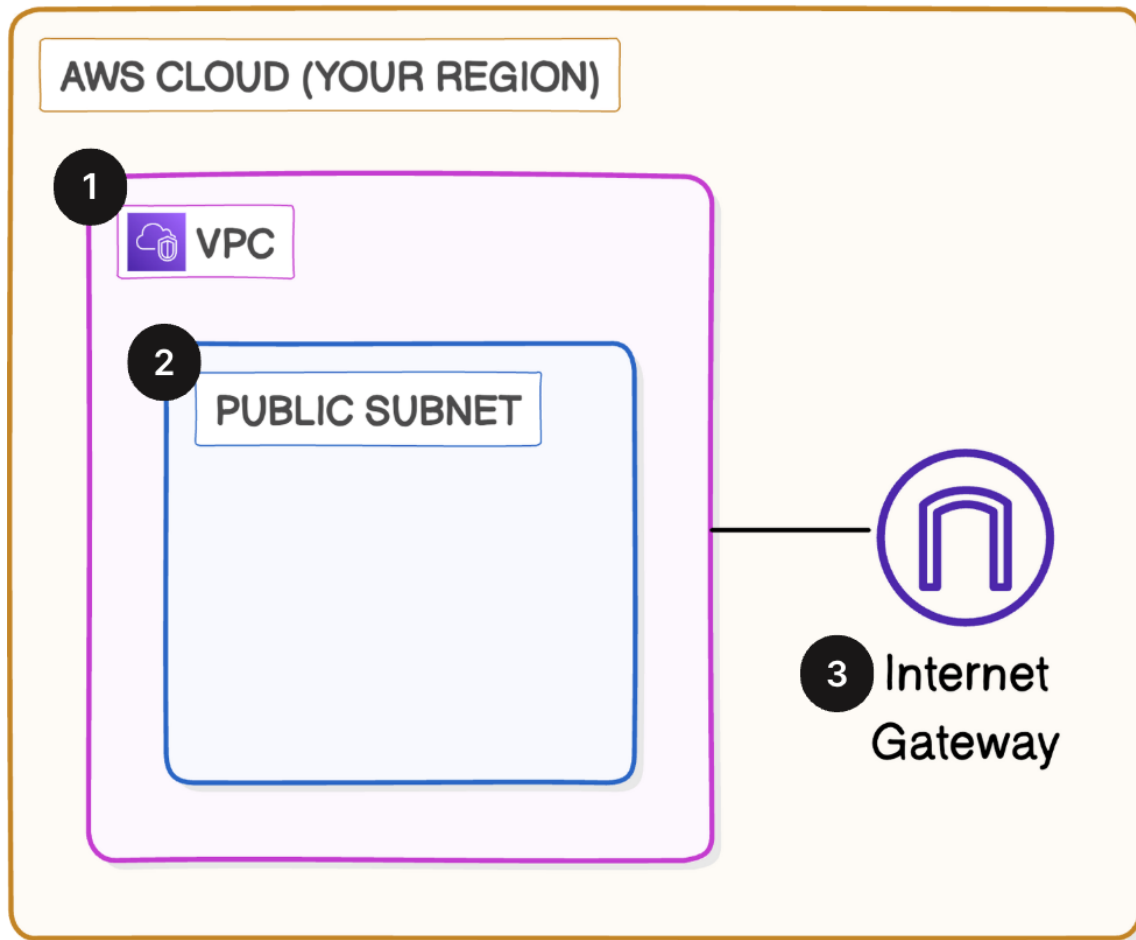 AWS CLOUD (YOUR REGION)
1
VPC
2
PUBLIC SUBNET
3
Internet
Gateway